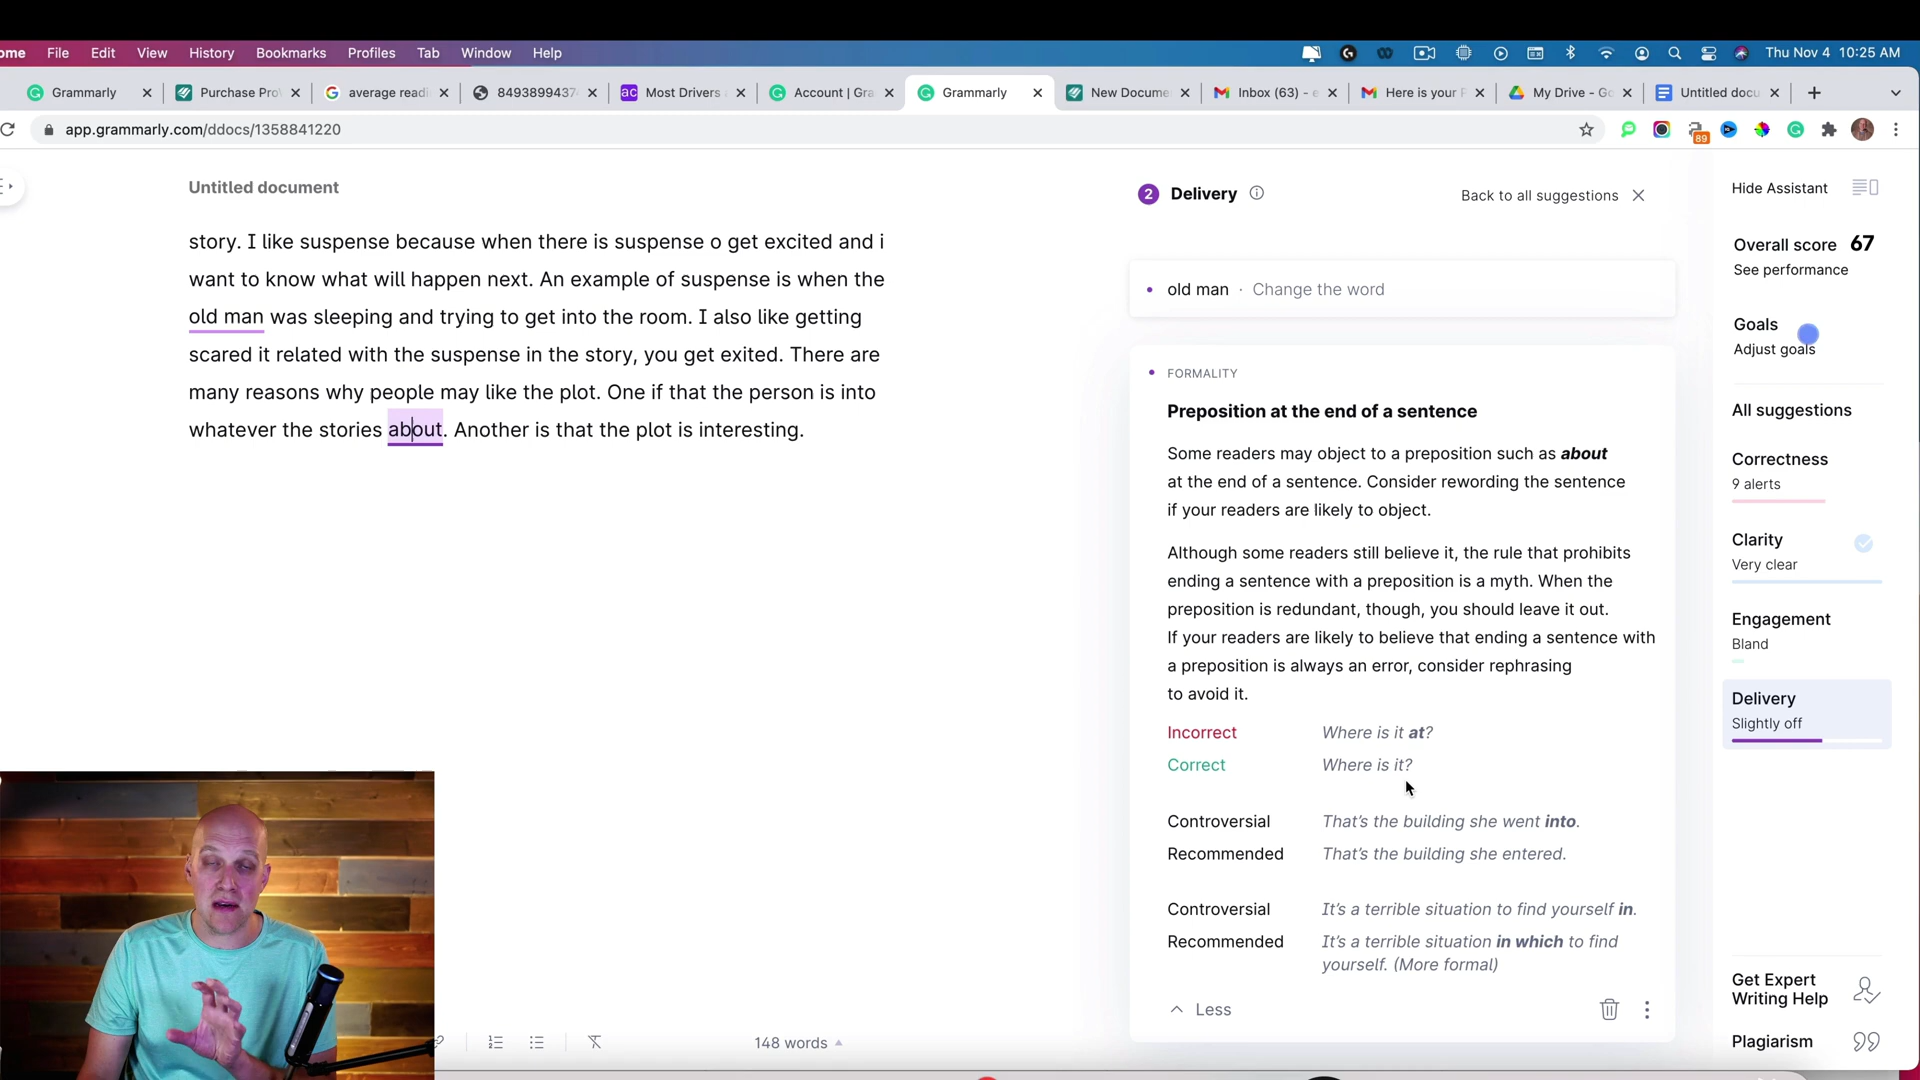 ome File Edit View History Bookmarks Profiles Tab Window Help Thu Nov 4 10:25 AM
Grammarly Purchase Pro average readi 8493899437 Most Drivers Account | Gra Grammarly New Docume Inbox (63) - e Here is your My Drive - Go Untitled docu
app.grammarly.com/ddocs/1358841220
89
Untitled document
story. I like suspense because when there is suspense o get excited and i
want to know what will happen next. An example of suspense is when the
old man was sleeping and trying to get into the room. I also like getting
scared it related with the suspense in the story, you get exited. There are
many reasons why people may like the plot. One if that the person is into
whatever the stories about. Another is that the plot is interesting.
148 words
2 Delivery
Back to all suggestions
old man · Change the word
FORMALITY
Preposition at the end of a sentence
Some readers may object to a preposition such as about
at the end of a sentence. Consider rewording the sentence
if your readers are likely to object.
Although some readers still believe it, the rule that prohibits
ending a sentence with a preposition is a myth. When the
preposition is redundant, though, you should leave it out.
If your readers are likely to believe that ending a sentence with
a preposition is always an error, consider rephrasing
to avoid it.
Incorrect Where is it at?
Correct Where is it?
Controversial That's the building she went into.
Recommended That's the building she entered.
Controversial It's a terrible situation to find yourself in.
Recommended It's a terrible situation in which to find
yourself. (More formal)
Less
Hide Assistant
Overall score 67
See performance
Goals
Adjust goals
All suggestions
Correctness
9 alerts
Clarity
Very clear
Engagement
Bland
Delivery
Slightly off
Get Expert
Writing Help
Plagiarism